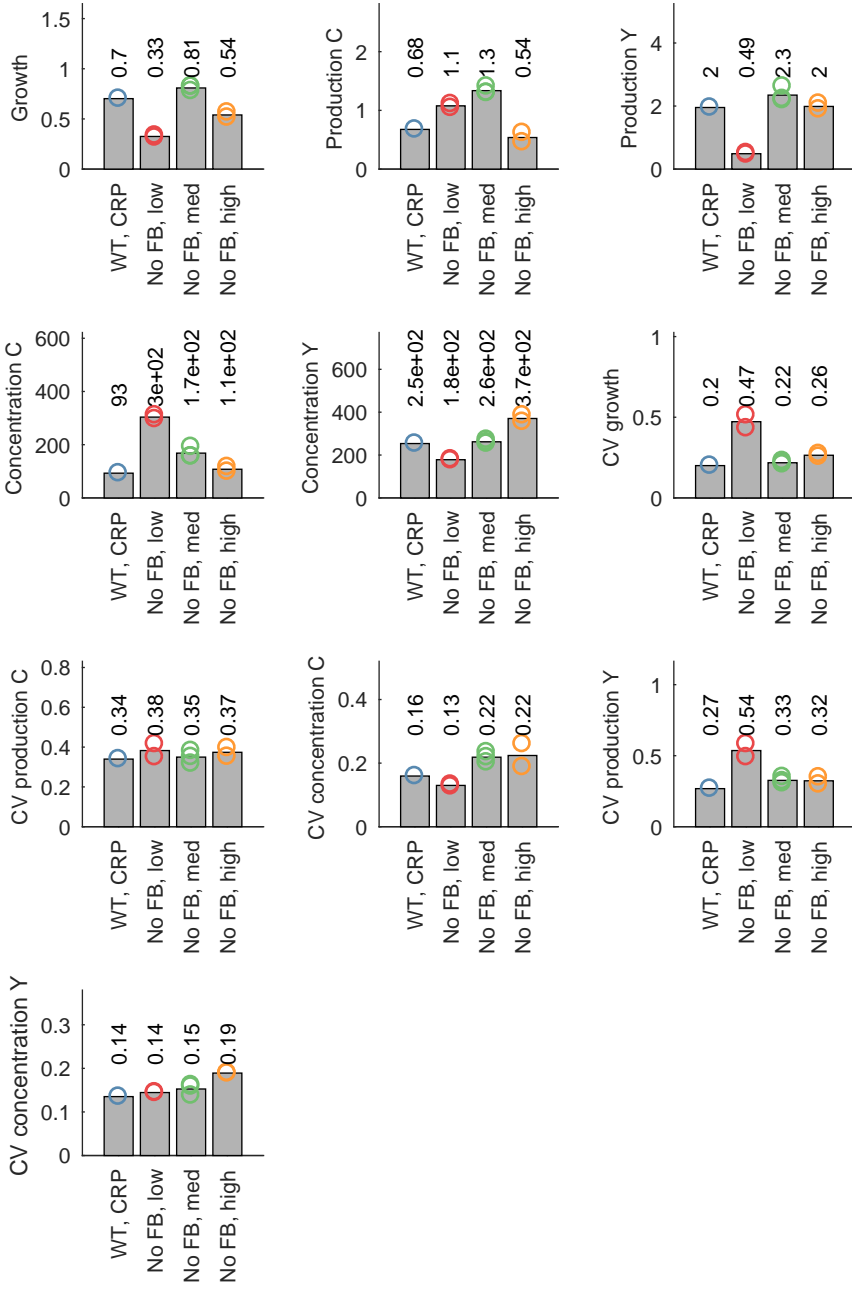 Growth
1.5
1
0.5
0
0.7
0.33
0.81
0.54
WT, CRP
No FB, low
No FB, med
No FB, high
Production C
2
1
0
0.68
1.1
1.3
0.54
WT, CRP
No FB, low
No FB, med
No FB, high
Production Y
4
2
0
2
0.49
2.3
2
WT, CRP
No FB, low
No FB, med
No FB, high
Concentration C
600
400
200
0
93
3e+02
1.7e+02
1.1e+02
WT, CRP
No FB, low
No FB, med
No FB, high
Concentration Y
600
400
200
0
2.5e+02
1.8e+02
2.6e+02
3.7e+02
WT, CRP
No FB, low
No FB, med
No FB, high
CV growth
1
0.5
0
0.2
0.47
0.22
0.26
WT, CRP
No FB, low
No FB, med
No FB, high
CV production C
0.8
0.6
0.4
0.2
0
0.34
0.38
0.35
0.37
WT, CRP
No FB, low
No FB, med
No FB, high
CV concentration C
0.4
0.2
0
0.16
0.13
0.22
0.22
WT, CRP
No FB, low
No FB, med
No FB, high
CV production Y
1
0.5
0
0.27
0.54
0.33
0.32
WT, CRP
No FB, low
No FB, med
No FB, high
CV concentration Y
0.3
0.2
0.1
0
0.14
0.14
0.15
0.19
WT, CRP
No FB, low
No FB, med
No FB, high